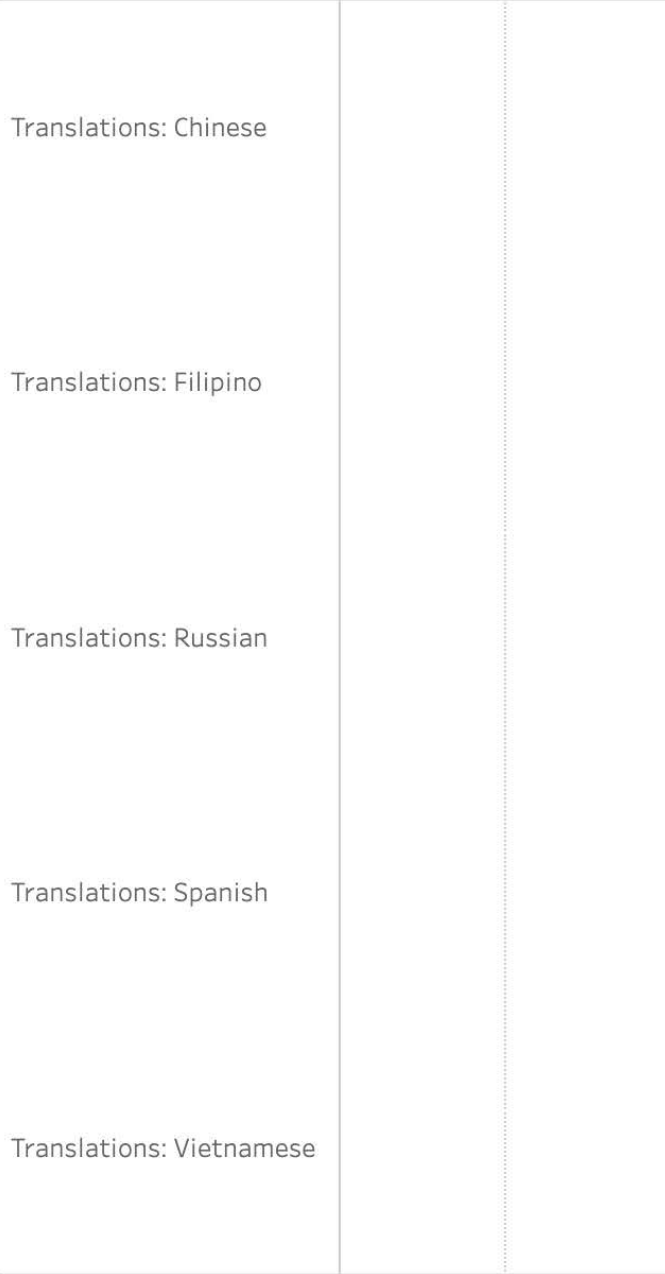 Translations: Chinese
Translations: Filipino
Translations: Russian
Translations: Spanish
Translations: Vietnamese